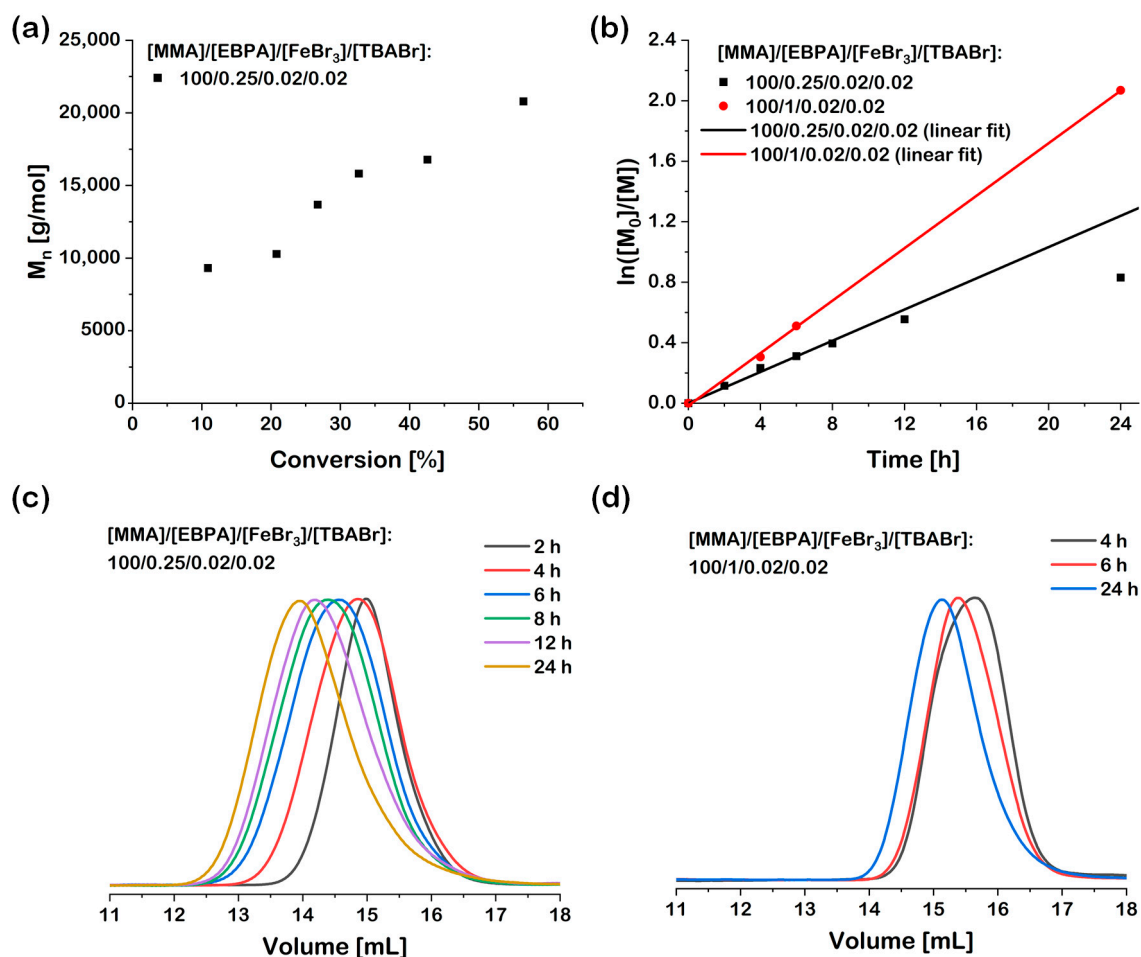 (a)
[MMA]/[EBPA]/[FeBr₃]/[TBABr]:
100/0.25/0.02/0.02
25,000
20,000
15,000
10,000
5000
0
Mₙ [g/mol]
0 10 20 30 40 50 60
Conversion [%]
(b)
[MMA]/[EBPA]/[FeBr₃]/[TBABr]:
100/0.25/0.02/0.02
100/1/0.02/0.02
100/0.25/0.02/0.02 (linear fit)
100/1/0.02/0.02 (linear fit)
2.4
2.0
1.6
1.2
0.8
0.4
0.0
ln([M₀]/[M])
0 4 8 12 16 20 24
Time [h]
(c)
[MMA]/[EBPA]/[FeBr₃]/[TBABr]:
100/0.25/0.02/0.02
2 h
4 h
6 h
8 h
12 h
24 h
11 12 13 14 15 16 17 18
Volume [mL]
(d)
[MMA]/[EBPA]/[FeBr₃]/[TBABr]:
100/1/0.02/0.02
4 h
6 h
24 h
11 12 13 14 15 16 17 18
Volume [mL]